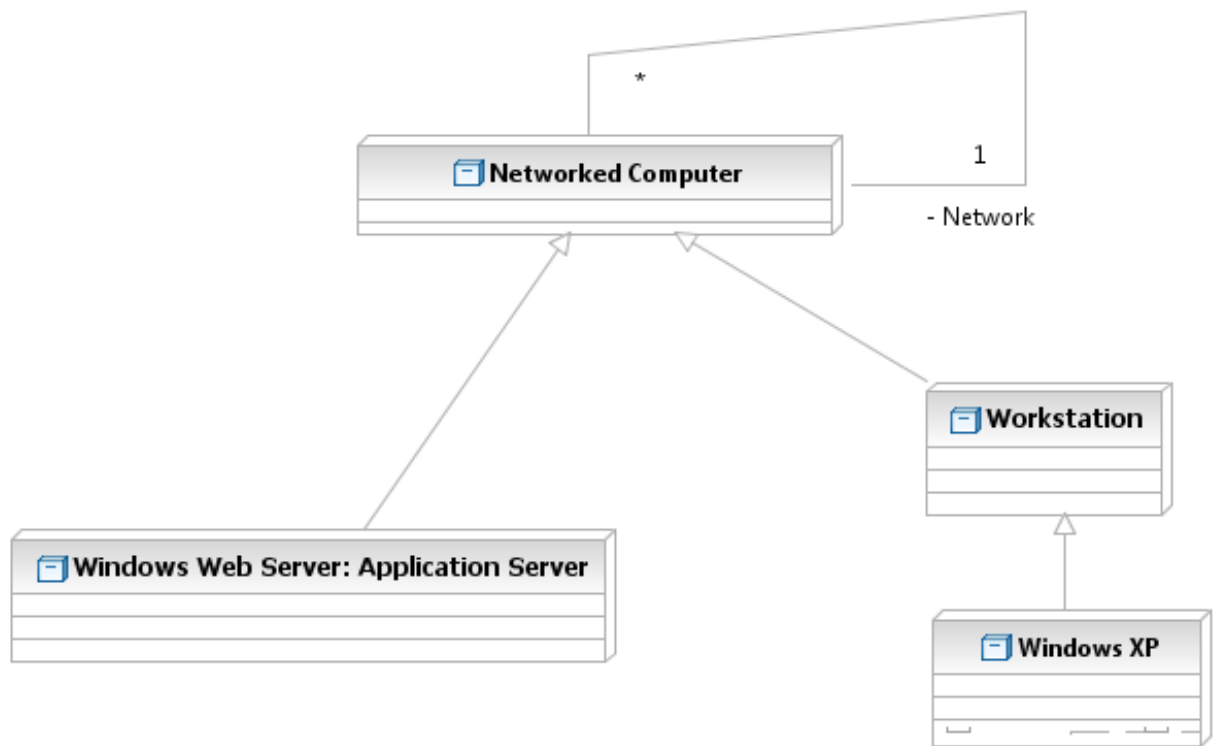 *
1
Networked Computer
- Network
Workstation
Windows Web Server: Application Server
Windows XP